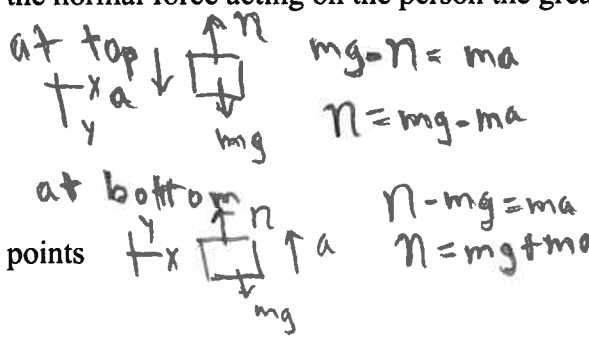 the normal force acting on the person the grea
at top
x a
y
n
mg
mg - n = ma
n = mg - ma
at bottom
points
y
x
n
a
mg
n - mg = ma
n = mg + ma